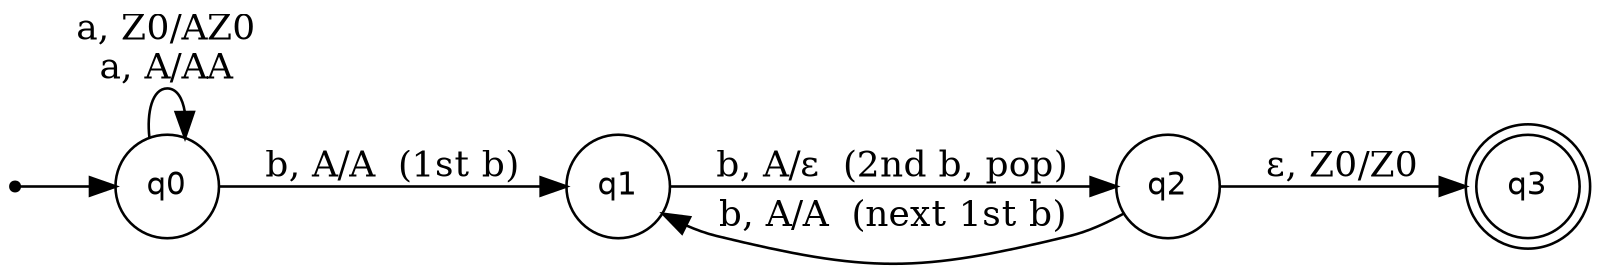 a, Z0/AZ0
a, A/AA
q0
b, A/A  (1st b)
q1
b, A/ε  (2nd b, pop)
b, A/A  (next 1st b)
q2
ε, Z0/Z0
q3